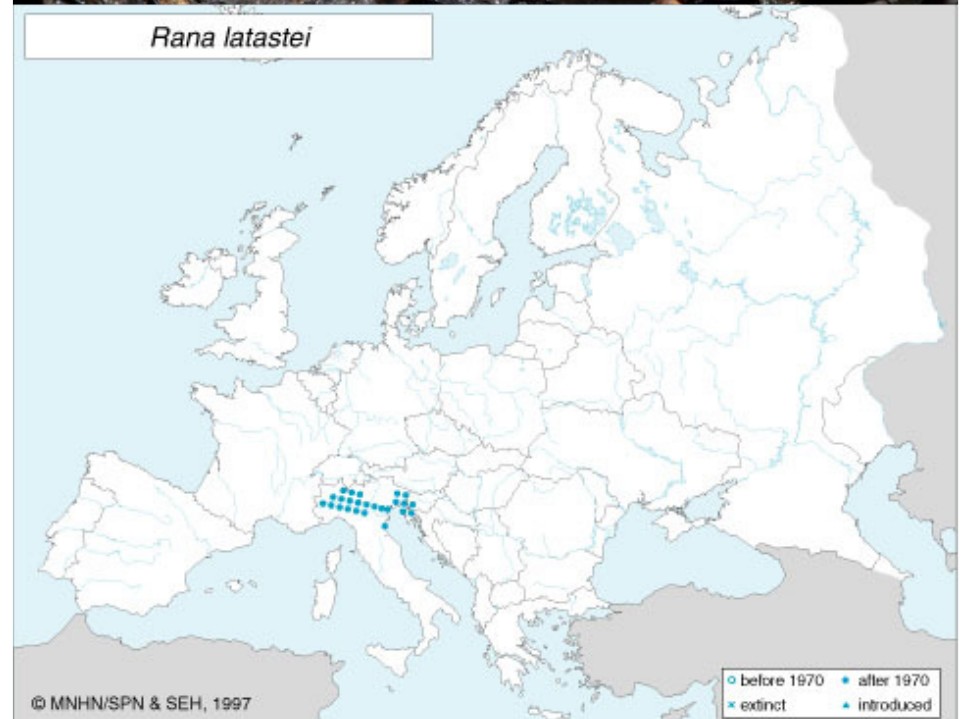 Rana latastei
○ before 1970 • after 1970
× extinct ▲ introduced
© MNHN/SPN & SEH, 1997